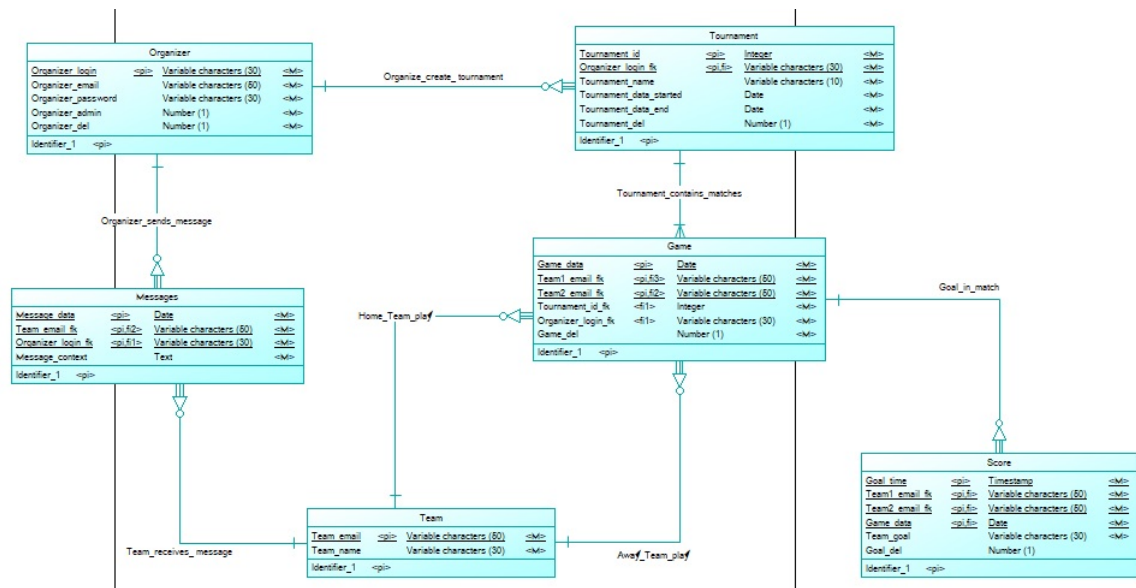 Organizer
Organizer_login <pi> Variable characters (30) <M>
Organizer_email Variable characters (50) <M>
Organizer_password Variable characters (30) <M>
Organizer_admin Number (1) <M>
Organizer_del Number (1) <M>
Identifier_1 <pi>
Organize_create_tournament
Tournament
Tournament_id <pi> Integer <M>
Organizer_login_fk <pi,fi> Variable characters (30) <M>
Tournament_name Variable characters (10) <M>
Tournament_data_started Date <M>
Tournament_data_end Date <M>
Tournament_del Number (1) <M>
Identifier_1 <pi>
Organizer_sends_message
Tournament_contains_matches
Game
Game_data <pi> Date <M>
Team1_email_fk <pi,fi3> Variable characters (50) <M>
Team2_email_fk <pi,fi2> Variable characters (50) <M>
Tournament_id_fk <fi1> Integer <M>
Organizer_login_fk <fi1> Variable characters (30) <M>
Game_del Number (1) <M>
Identifier_1 <pi>
Goal_in_match
Messages
Message_data <pi> Date <M>
Team_email_fk <pi,fi2> Variable characters (50) <M>
Organizer_login_fk <pi,fi1> Variable characters (30) <M>
Message_context Text <M>
Identifier_1 <pi>
Home_Team_play
Score
Goal_time <pi> Timestamp <M>
Team1_email_fk <pi,fi> Variable characters (50) <M>
Team2_email_fk <pi,fi> Variable characters (50) <M>
Game_data <pi,fi> Date <M>
Team_goal Variable characters (30) <M>
Goal_del Number (1) <M>
Identifier_1 <pi>
Team
Team_email <pi> Variable characters (50) <M>
Team_name Variable characters (30) <M>
Identifier_1 <pi>
Team_receives_message
Away_Team_play